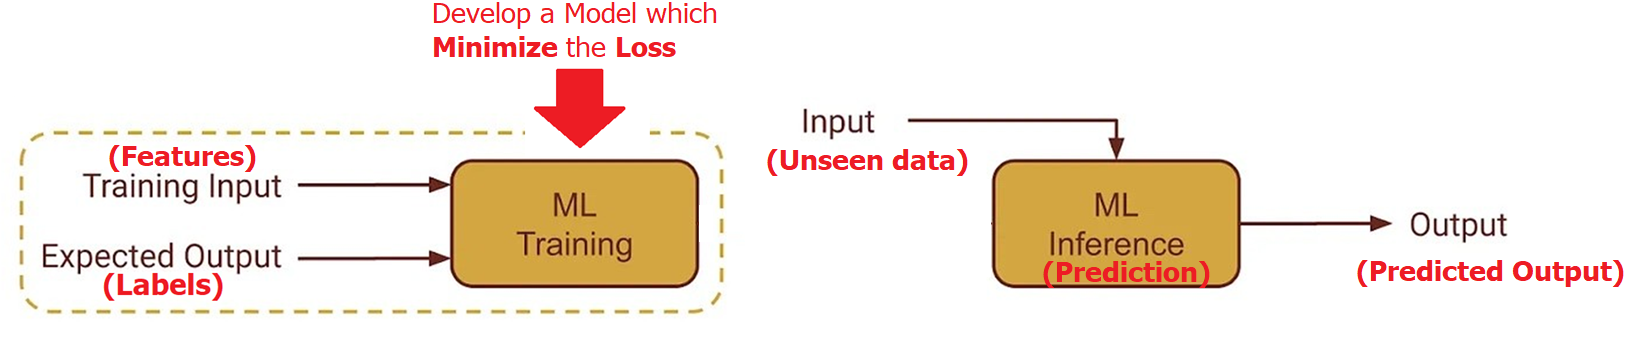 Develop a Model which
Minimize the Loss
(Features)
Training Input
Expected Output
(Labels)
ML
Training
Input
(Unseen data)
ML
Inference
(Prediction)
Output
(Predicted Output)